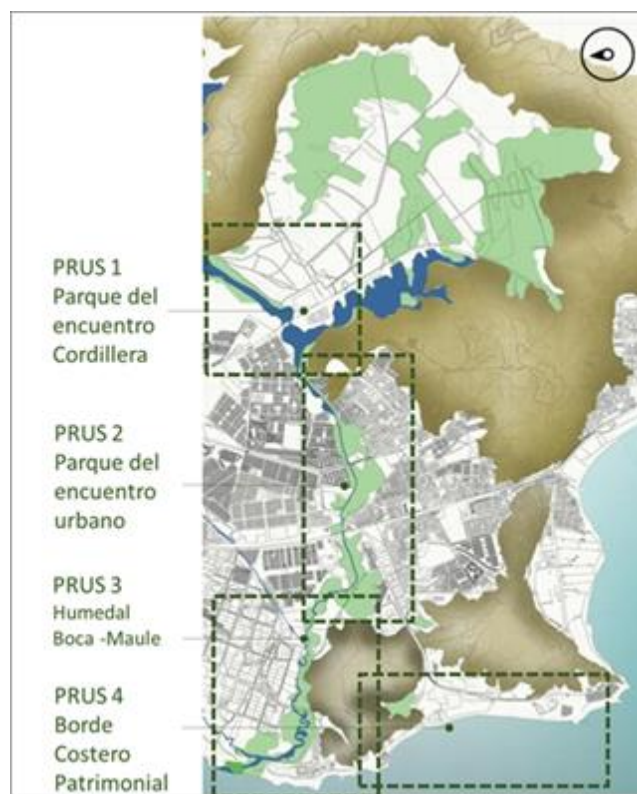 PRUS 1
Parque del
encuentro
Cordillera
PRUS 2
Parque del
encuentro
urbano
PRUS 3
Humedal
Boca -Maule
PRUS 4
Borde
Costero
Patrimonial